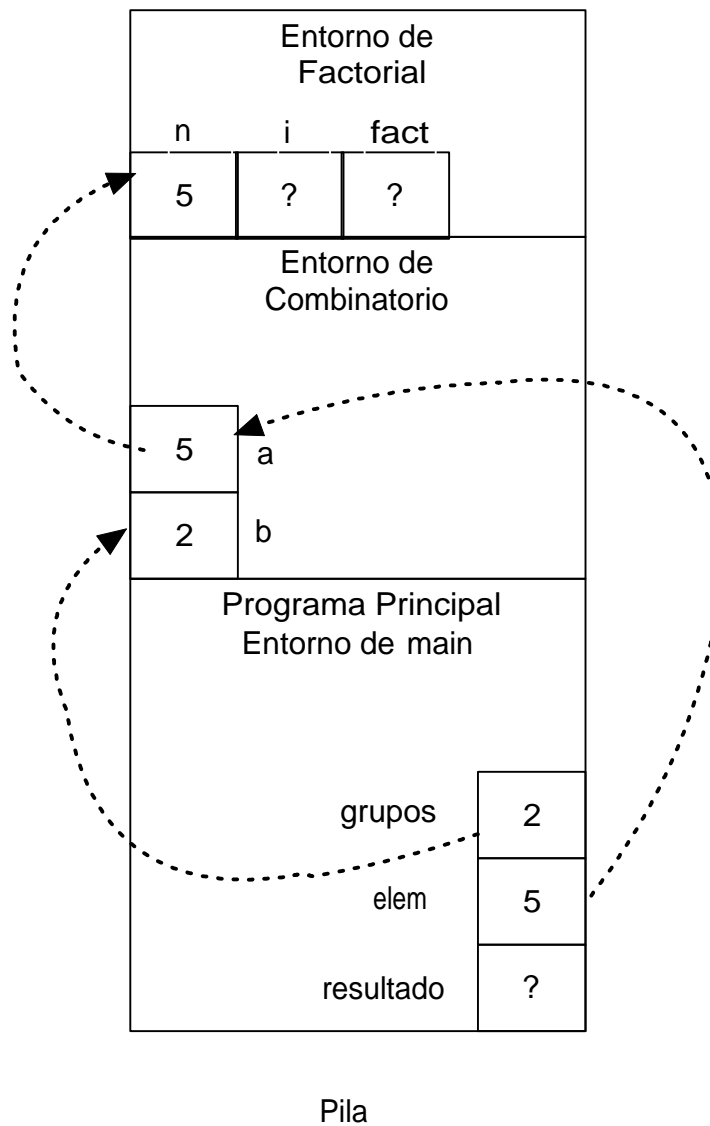 Entorno de
Factorial
n i fact
5 ? ?
Entorno de
Combinatorio
5 a
2 b
Programa Principal
Entorno de main
grupos 2
elem 5
resultado ?
Pila